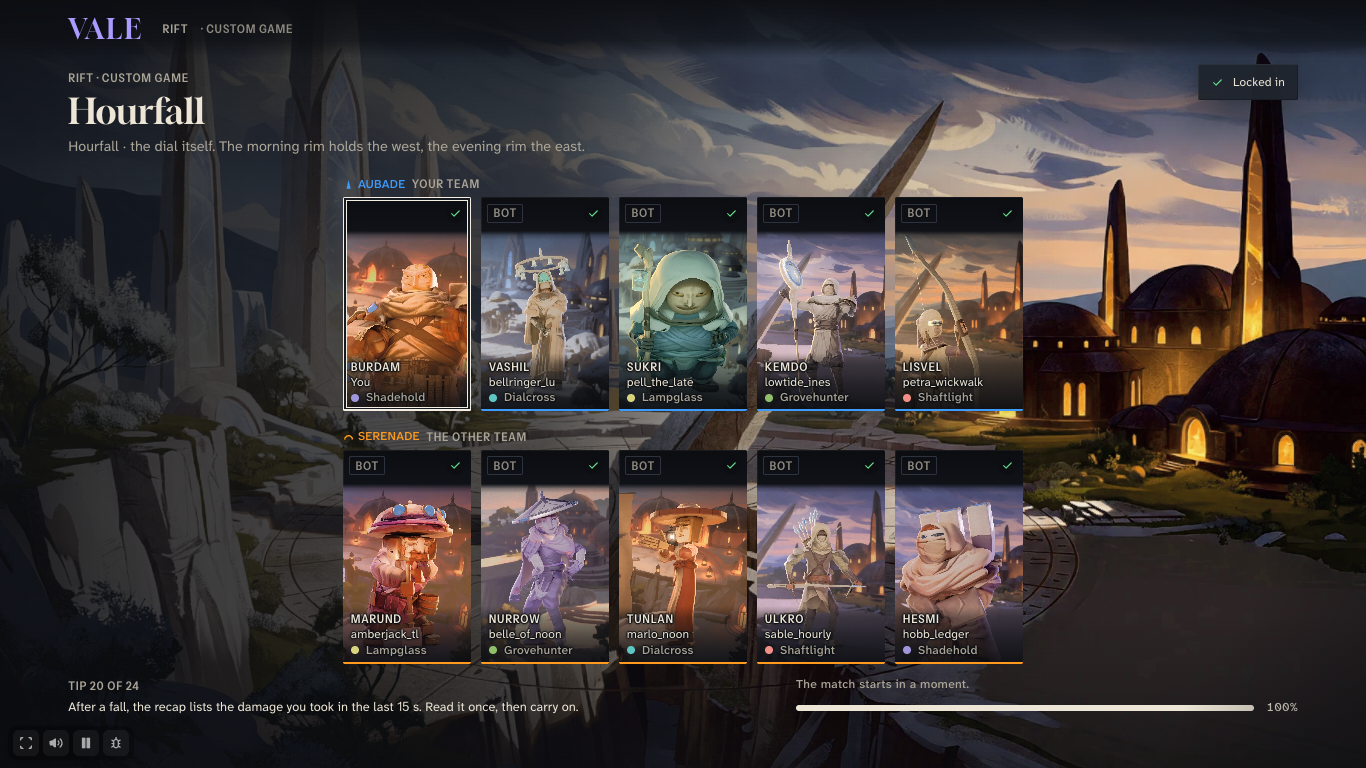 VALE RIFT · CUSTOM GAME
RIFT · CUSTOM GAME
Hourfall
Hourfall · the dial itself. The morning rim holds the west, the evening rim the east.
Locked in
AUBADE YOUR TEAM
BURDAM
You
Shadehold
BOT
VASHIL
bellringer_lu
Dialcross
BOT
SUKRI
pell_the_late
Lampglass
BOT
KEMDO
lowtide_ines
Grovehunter
BOT
LISVEL
petra_wickwalk
Shaftlight
SERENADE THE OTHER TEAM
BOT
MARUND
amberjack_tl
Lampglass
BOT
NURROW
belle_of_noon
Grovehunter
BOT
TUNLAN
marlo_noon
Dialcross
BOT
ULKRO
sable_hourly
Shaftlight
BOT
HESMI
hobb_ledger
Shadehold
TIP 20 OF 24
After a fall, the recap lists the damage you took in the last 15 s. Read it once, then carry on.
The match starts in a moment.
100%